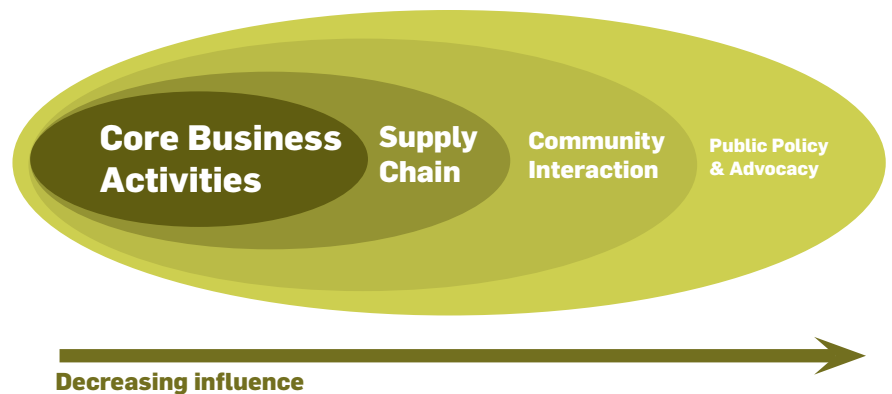 Core Business
Activities
Supply
Chain
Community
Interaction
Public Policy
& Advocacy
Decreasing influence